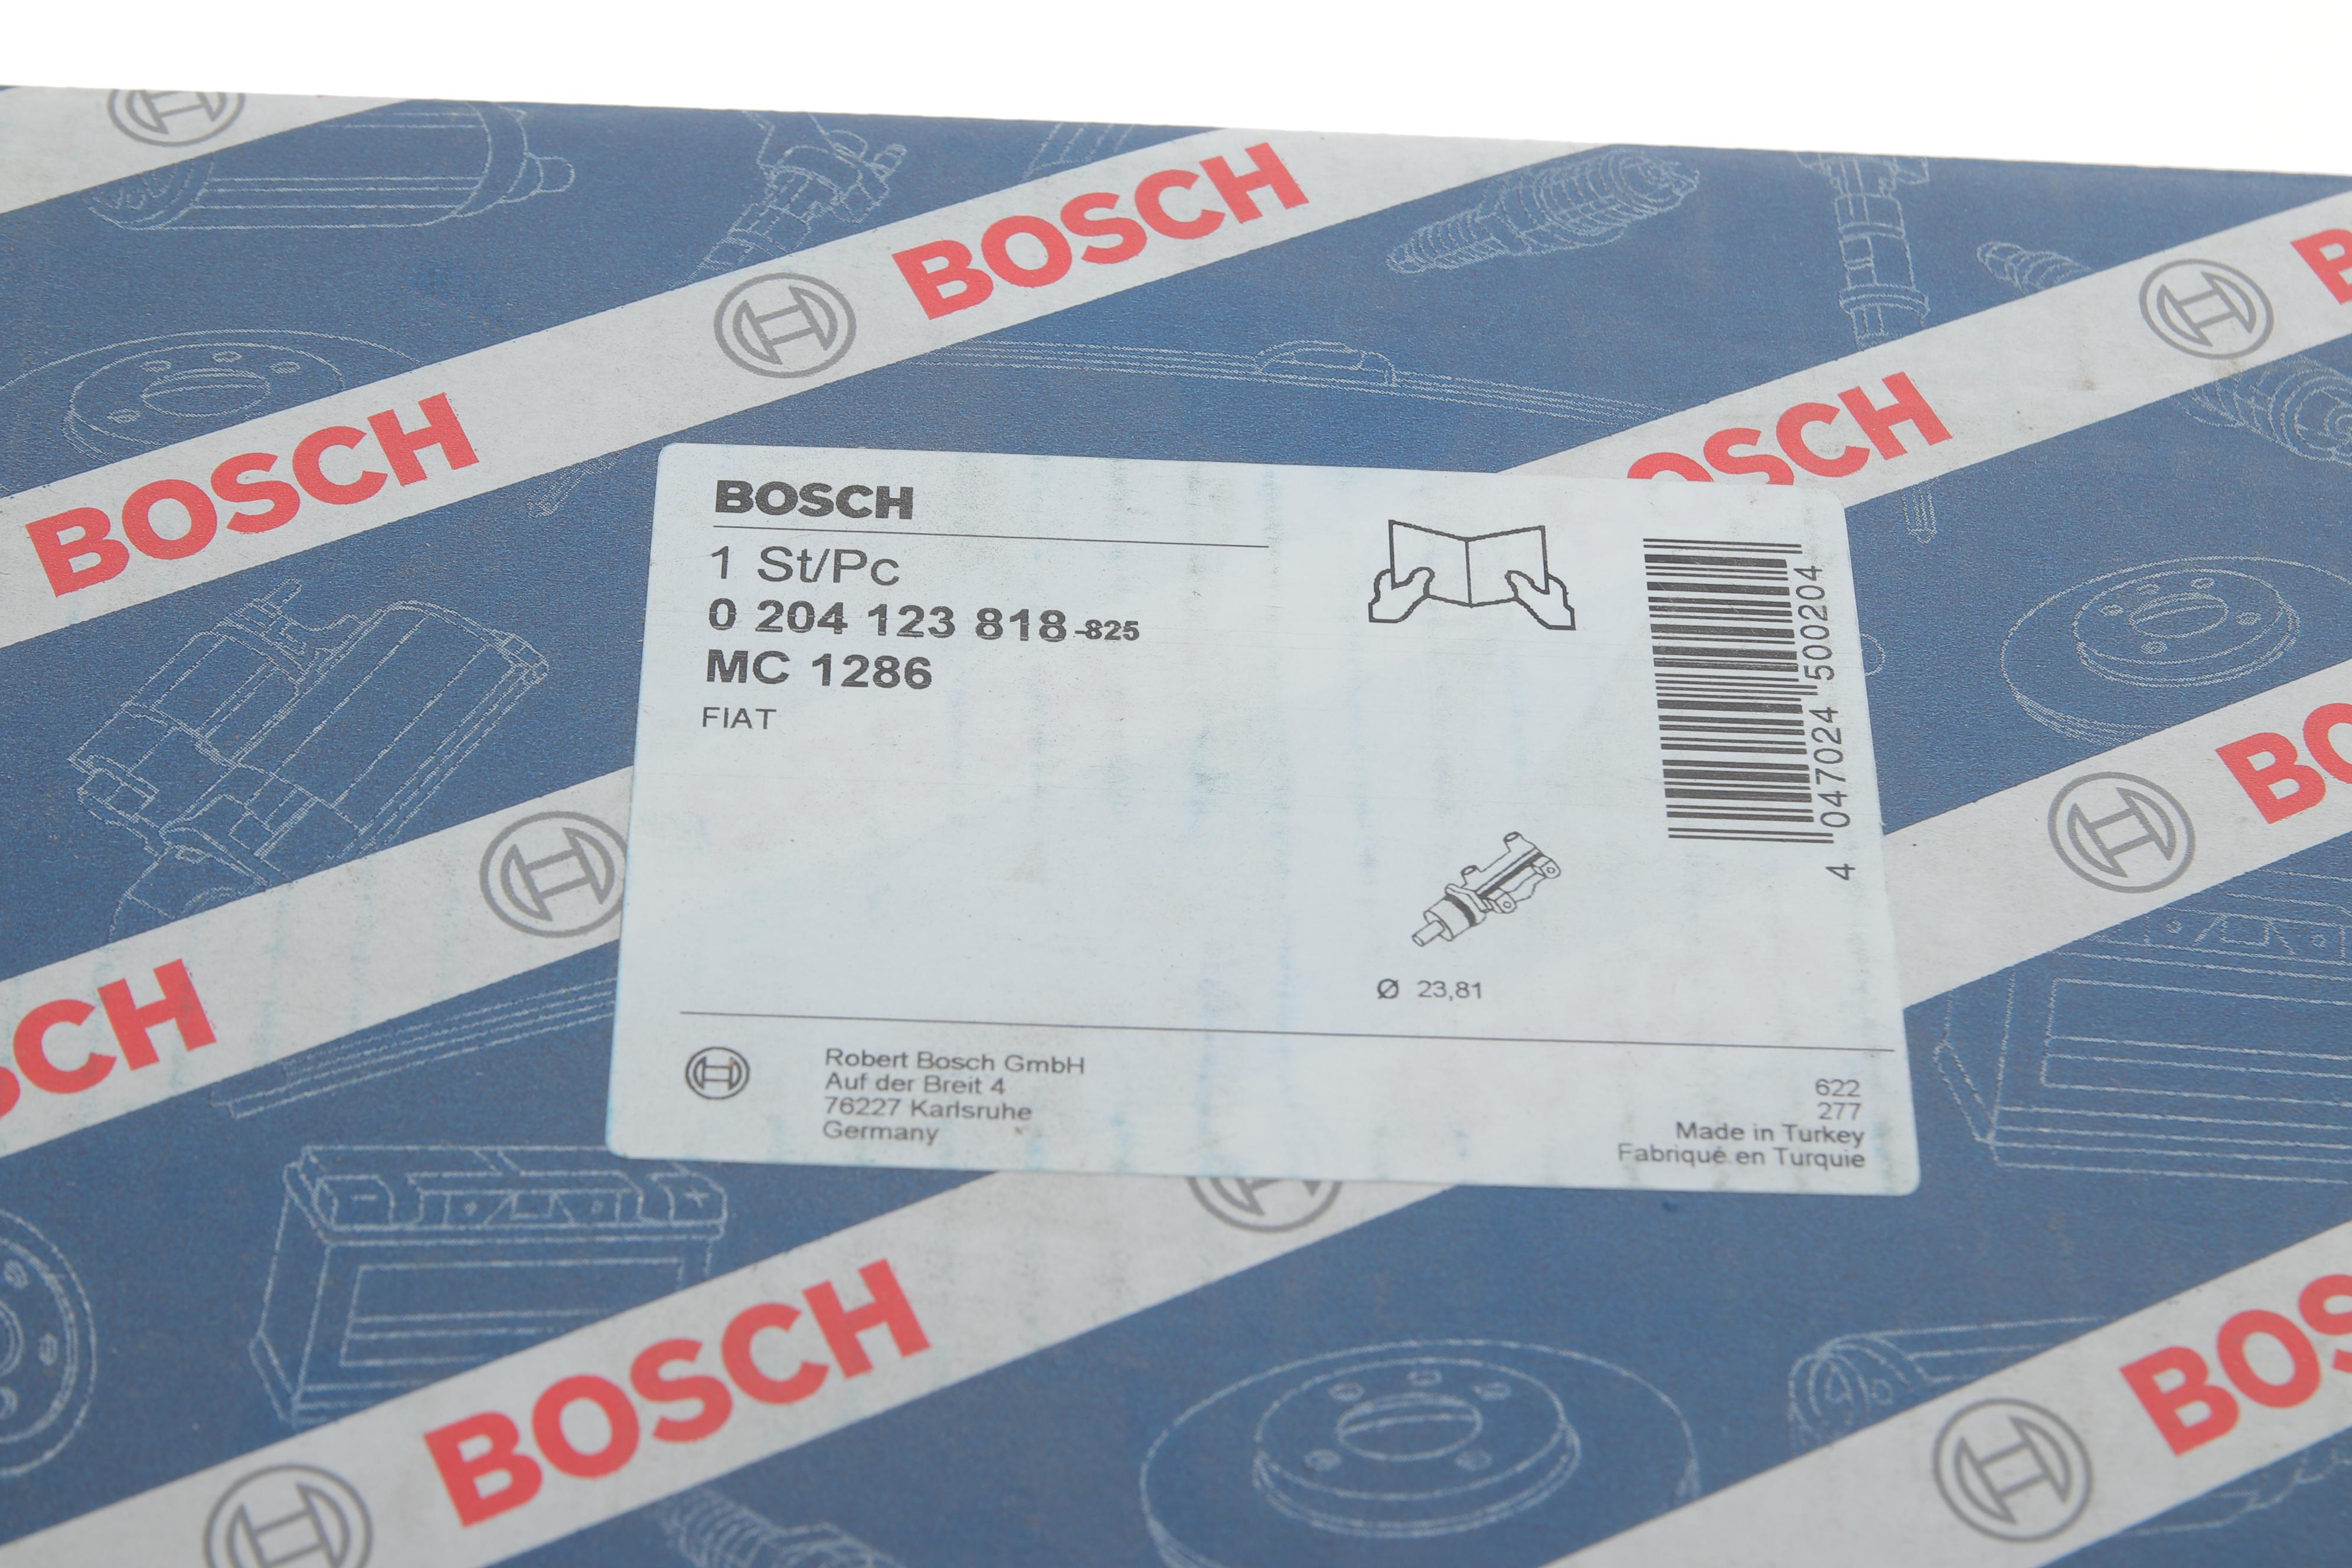 BOSCH
BOSCH
BOSCH
BOSCH
1 St/Pc
0 204 123 818-825
MC 1286
FIAT
4 047024 500204
Ø 23,81
Robert Bosch GmbH
Auf der Breit 4
76227 Karlsruhe
Germany
622
277
Made in Turkey
Fabriqué en Turquie
SCH
BO
BOSCH
BOS